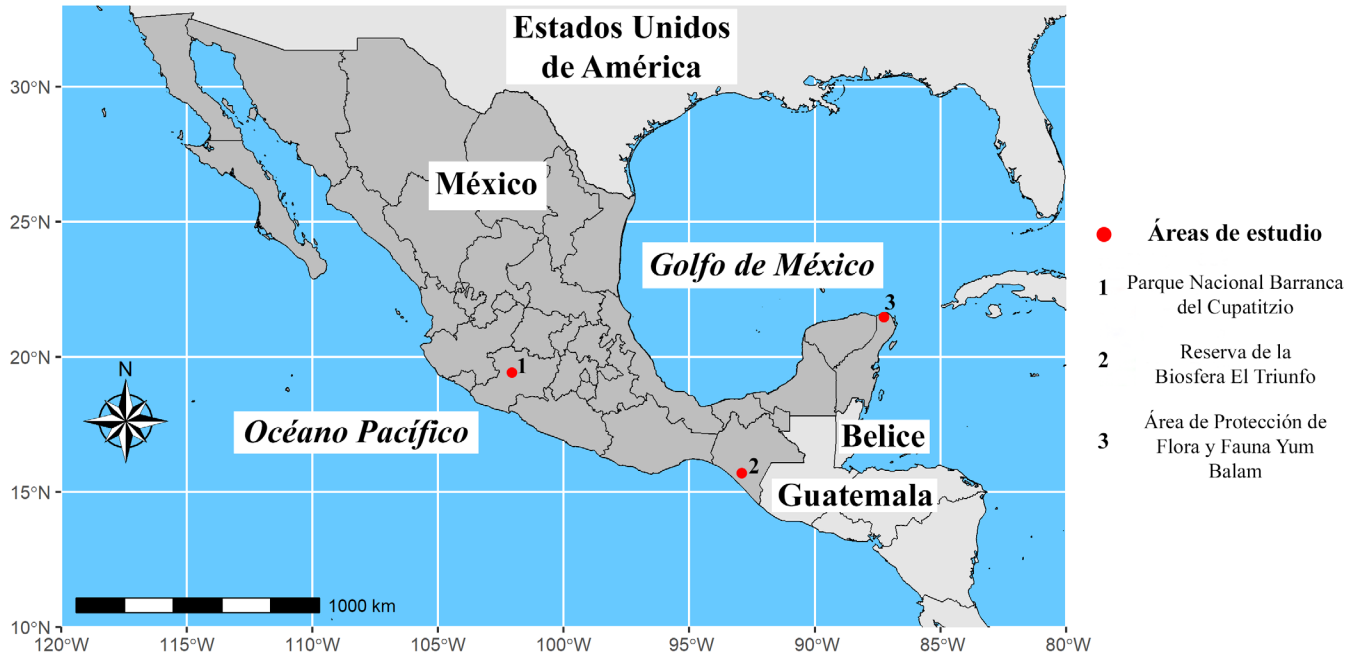 Estados Unidos
de América
30°N
México
25°N
Áreas de estudio
Golfo de México
1 Parque Nacional Barranca
del Cupatitzio
3
20°N
1
2 Reserva de la
Biosfera El Triunfo
N
Océano Pacífico
Belice
3 Área de Protección de
Flora y Fauna Yum
Balam
2
15°N
Guatemala
1000 km
10°N
120°W 115°W 110°W 105°W 100°W 95°W 90°W 85°W 80°W